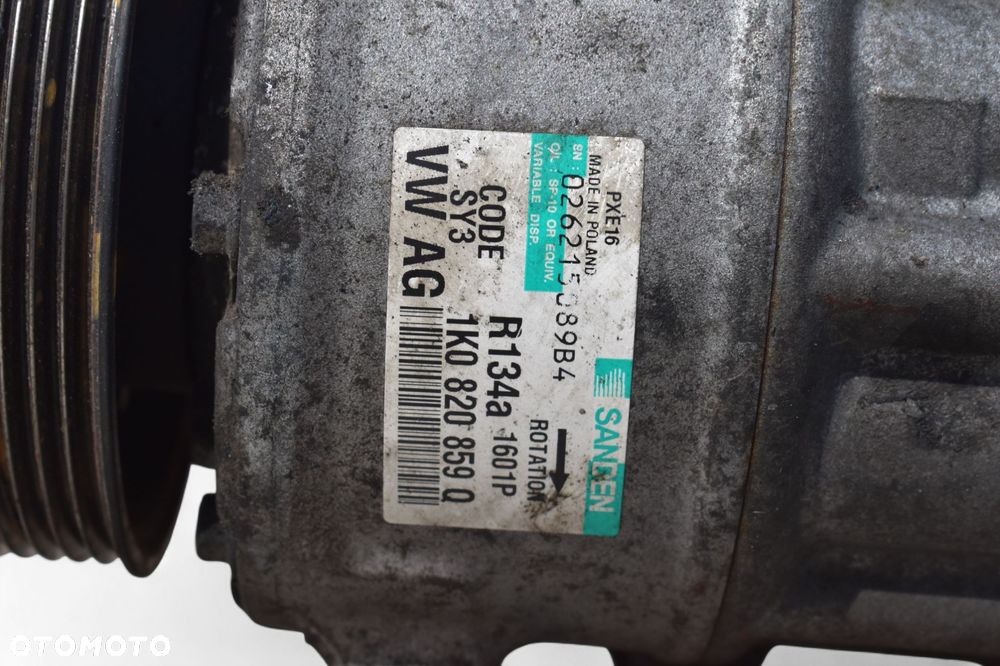 PXE16
MADE IN POLAND
SN :
OIL : SP-10 OR EQUIV.
VARIABLE DISP.
SANDEN
ROTATION
CODE
SY3
R134a 1601P
VW AG
1K0 820 859 Q
OTOMOTO